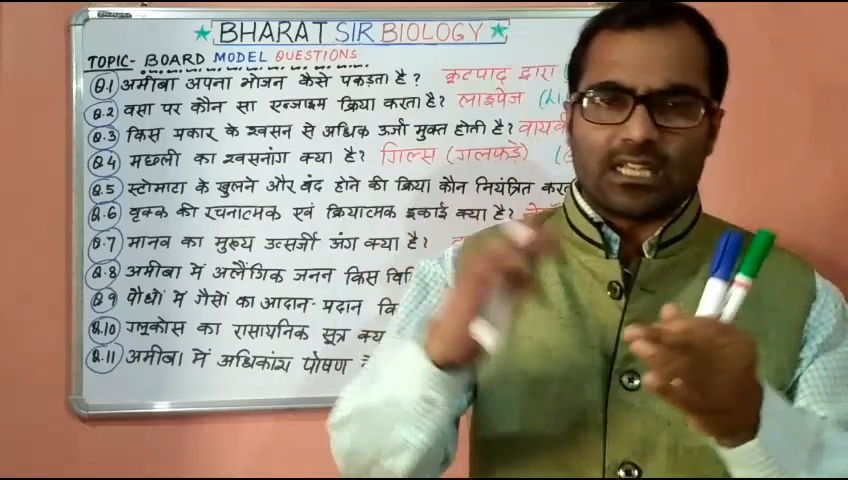 BHARAT SIR BIOLOGY
TOPIC- BOARD MODEL QUESTIONS
Q.1 अमीबा अपना भोजन कैसे पकड़ता है? कूटपाद द्वारा
Q.2 वसा पर कौन सा एन्जाइम क्रिया करता है? लाइपेज
Q.3 किस प्रकार के श्वसन से अधिक ऊर्जा मुक्त होती है?
Q.4 मछली का श्वसनांग क्या है? गिल्स (गलफड़े)
Q.5 स्टोमाटा के खुलने और बंद होने की क्रिया कौन नियंत्रित
Q.6 वृक्क की रचनात्मक एवं क्रियात्मक इकाई क्या है?
Q.7 मानव का मुख्य उत्सर्जी अंग क्या है?
Q.8 अमीबा में अलैंगिक जनन किस
Q.9 पौधों में गैसों का आदान-प्रदान
Q.10 ग्लूकोस का रासायनिक सूत्र
Q.11 अमीबा में अधिकांश पोषण